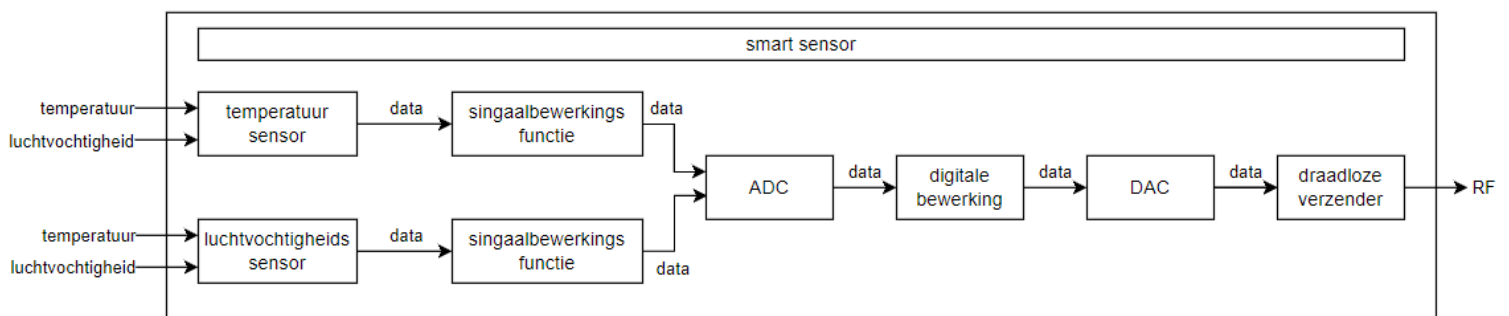 smart sensor
temperatuur
luchtvochtigheid
temperatuur
sensor
data
singaalbewerkings
functie
data
ADC
data
digitale
bewerking
data
DAC
data
draadloze
verzender
RF
temperatuur
luchtvochtigheid
luchtvochtigheids
sensor
data
singaalbewerkings
functie
data